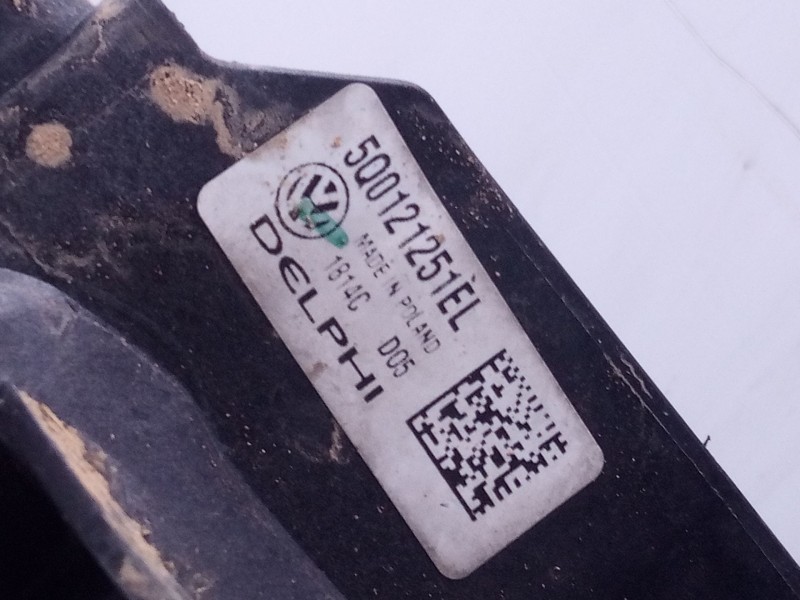 5Q0121251EL
MADE IN POLAND
1814C D05
DELPHI